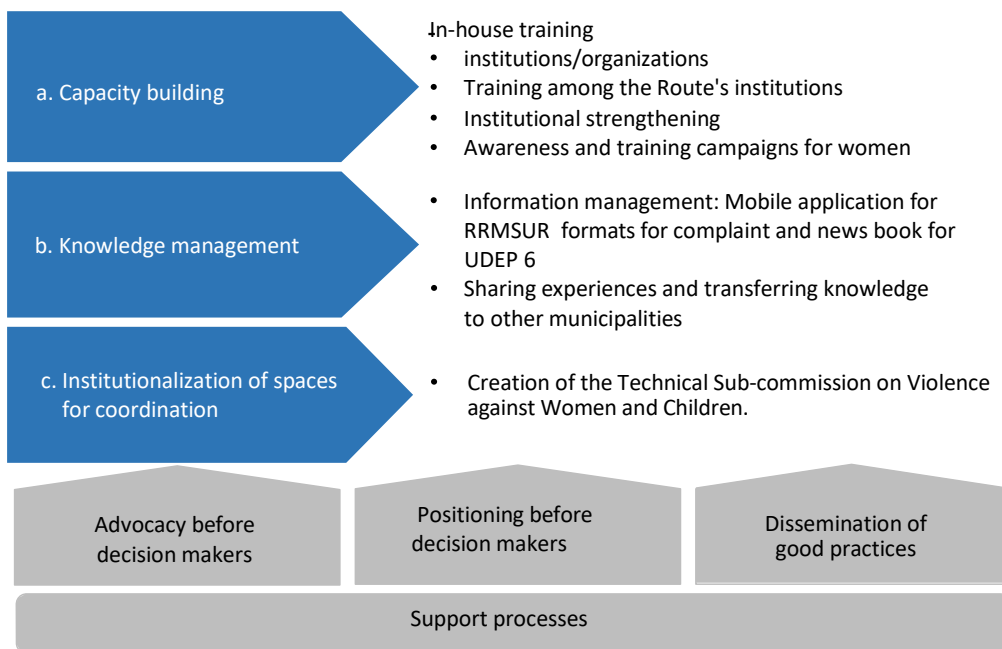 a. Capacity building
In-house training
• institutions/organizations
• Training among the Route's institutions
• Institutional strengthening
• Awareness and training campaigns for women
b. Knowledge management
• Information management: Mobile application for
RRMSUR formats for complaint and news book for
UDEP 6
• Sharing experiences and transferring knowledge
to other municipalities
c. Institutionalization of spaces
for coordination
• Creation of the Technical Sub-commission on Violence
against Women and Children.
Advocacy before
decision makers
Positioning before
decision makers
Dissemination of
good practices
Support processes